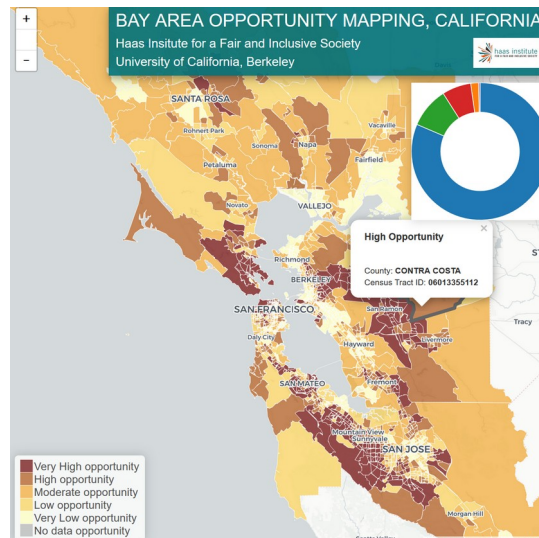 BAY AREA OPPORTUNITY MAPPING, CALIFORNIA
Haas Insitute for a Fair and Inclusive Society
University of California, Berkeley
haas institute
+
−
SANTA ROSA
Rohnert Park
Sonoma
Napa
Vacaville
Fairfield
Petaluma
Novato
VALLEJO
Richmond
BERKELEY
High Opportunity
×
County: CONTRA COSTA
Census Tract ID: 06013355112
SAN FRANCISCO
San Ramon
Daly City
Hayward
Livermore
Tracy
SAN MATEO
Fremont
Mountain View
Sunnyvale
SAN JOSE
Morgan Hill
Very High opportunity
High opportunity
Moderate opportunity
Low opportunity
Very Low opportunity
No data opportunity